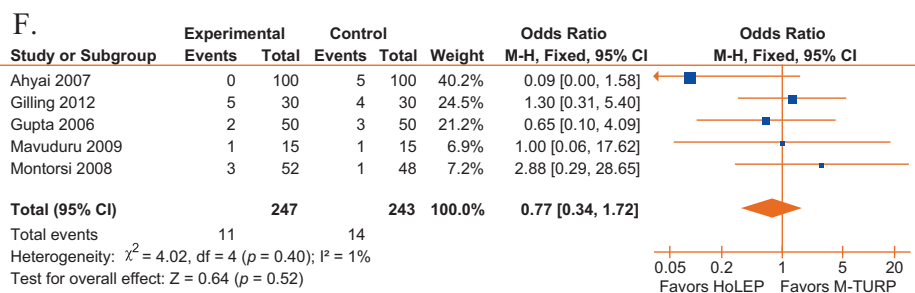 F.
Experimental Control Odds Ratio Odds Ratio
Study or Subgroup Events Total Events Total Weight M-H, Fixed, 95% CI M-H, Fixed, 95% CI
Ahyai 2007 0 100 5 100 40.2% 0.09 [0.00, 1.58]
Gilling 2012 5 30 4 30 24.5% 1.30 [0.31, 5.40]
Gupta 2006 2 50 3 50 21.2% 0.65 [0.10, 4.09]
Mavuduru 2009 1 15 1 15 6.9% 1.00 [0.06, 17.62]
Montorsi 2008 3 52 1 48 7.2% 2.88 [0.29, 28.65]
Total (95% CI) 247 243 100.0% 0.77 [0.34, 1.72]
Total events 11 14
Heterogeneity: χ² = 4.02, df = 4 (p = 0.40); I² = 1%
Test for overall effect: Z = 0.64 (p = 0.52)
0.05 0.2 1 5 20
Favors HoLEP Favors M-TURP